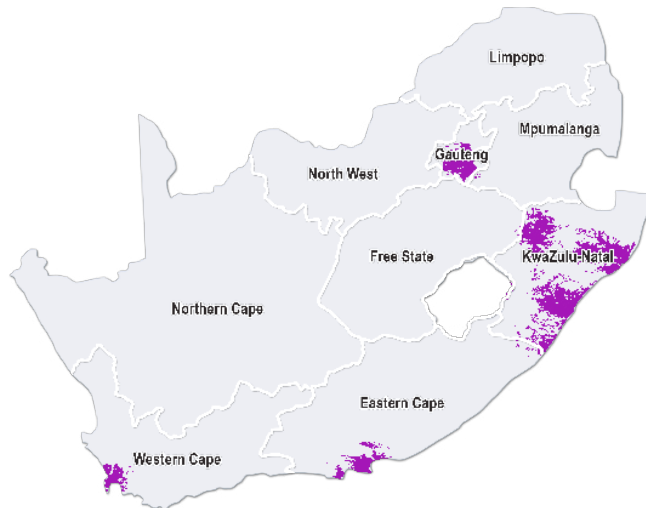 Limpopo
Mpumalanga
Gauteng
North West
Free State
KwaZulu-Natal
Northern Cape
Eastern Cape
Western Cape